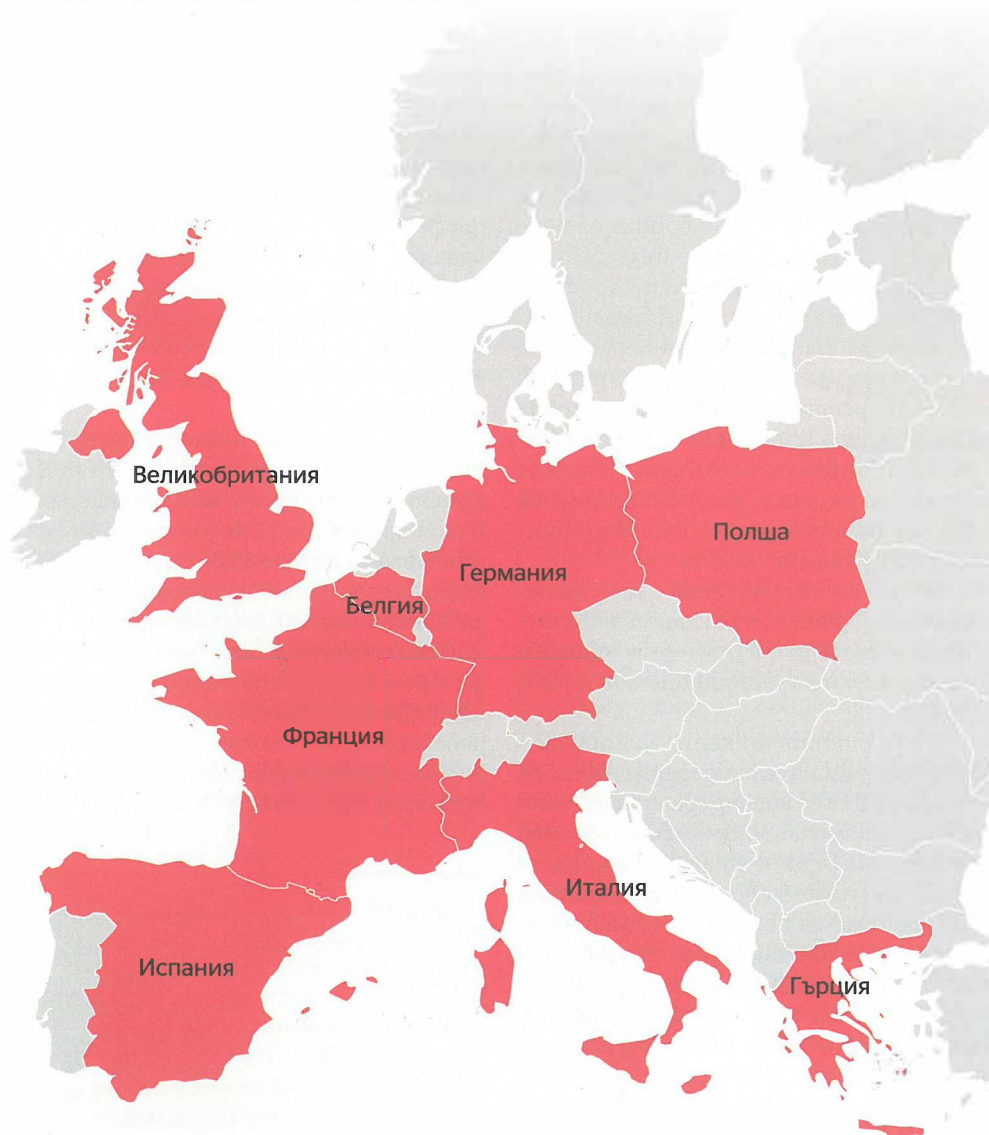 Великобритания
Полша
Германия
Белгия
Франция
Италия
Испания
Гърция